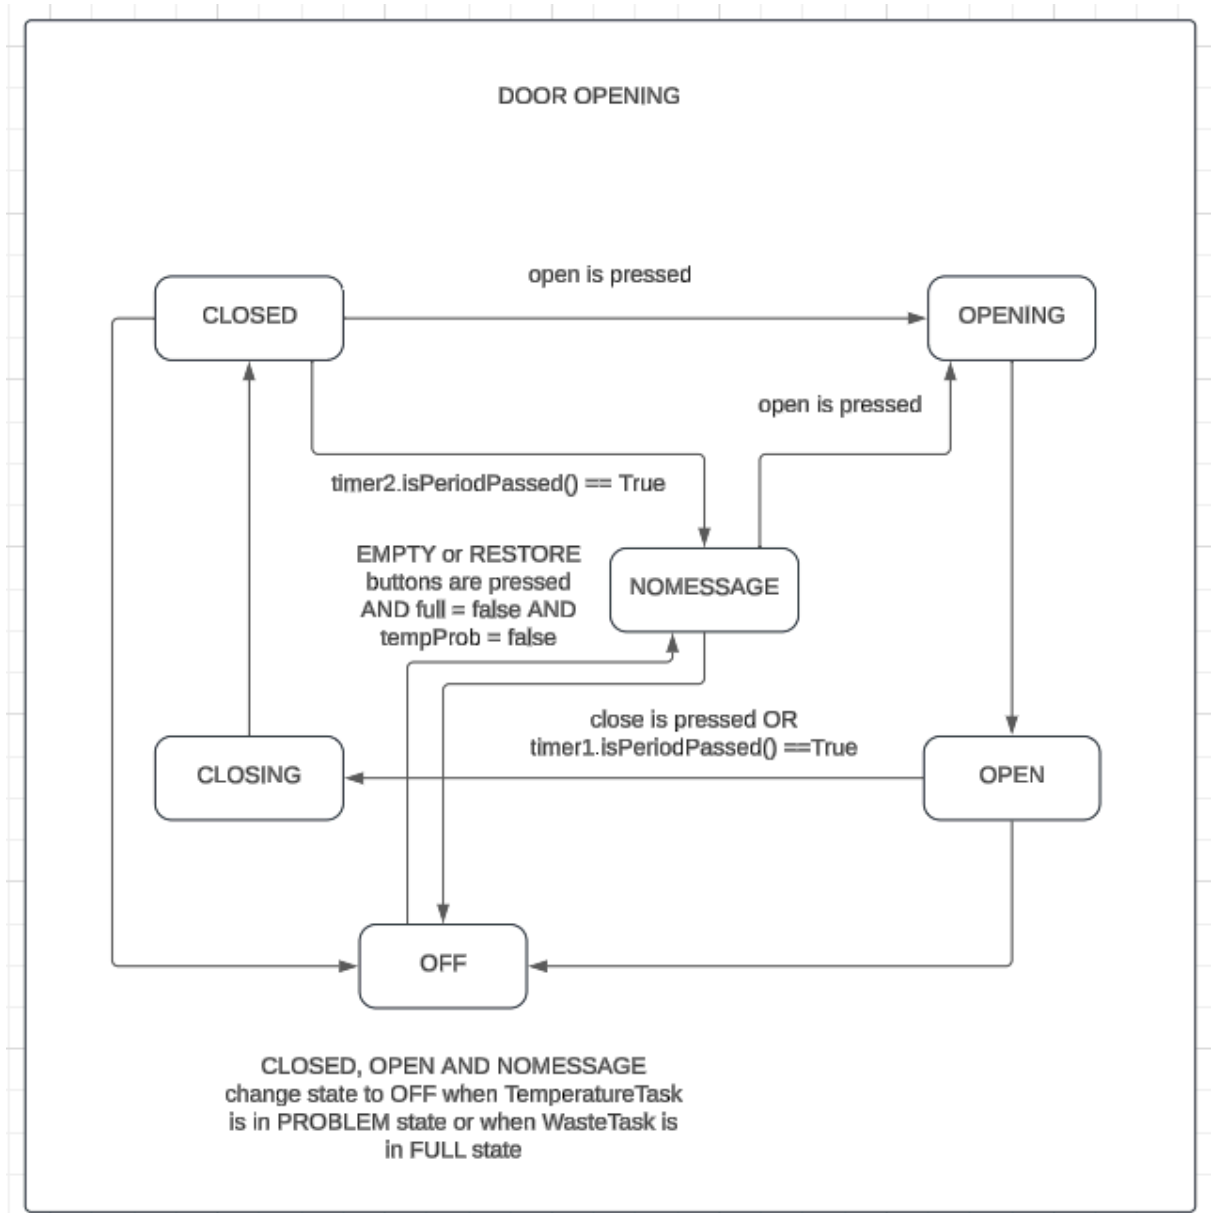 DOOR OPENING
open is pressed
CLOSED
OPENING
open is pressed
timer2.isPeriodPassed() == True
EMPTY or RESTORE
buttons are pressed
AND full = false AND
tempProb = false
NOMESSAGE
close is pressed OR
timer1.isPeriodPassed() ==True
CLOSING
OPEN
OFF
CLOSED, OPEN AND NOMESSAGE
change state to OFF when TemperatureTask
is in PROBLEM state or when WasteTask is
in FULL state